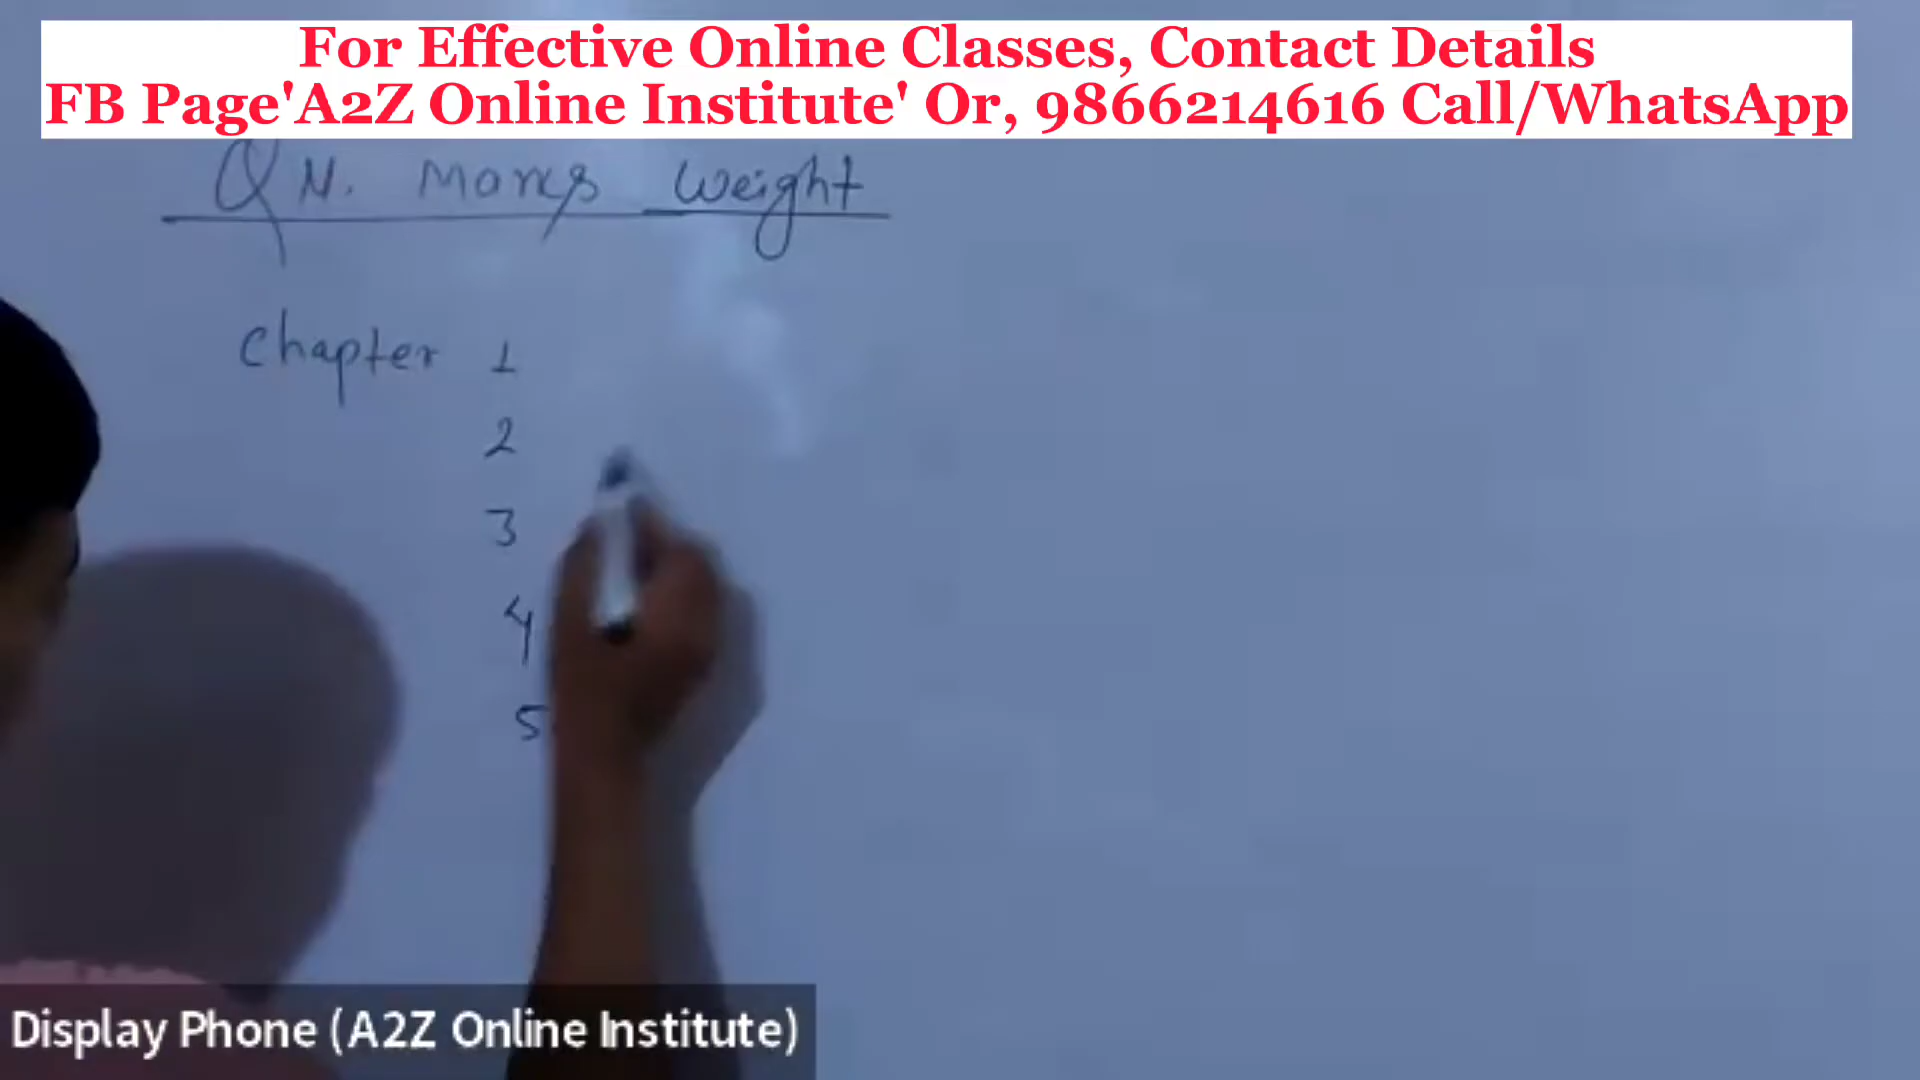 For Effective Online Classes, Contact Details
FB Page'A2Z Online Institute' Or, 9866214616 Call/WhatsApp
QN. Marks Weight
Chapter 1
2
3
4
5
Display Phone (A2Z Online Institute)